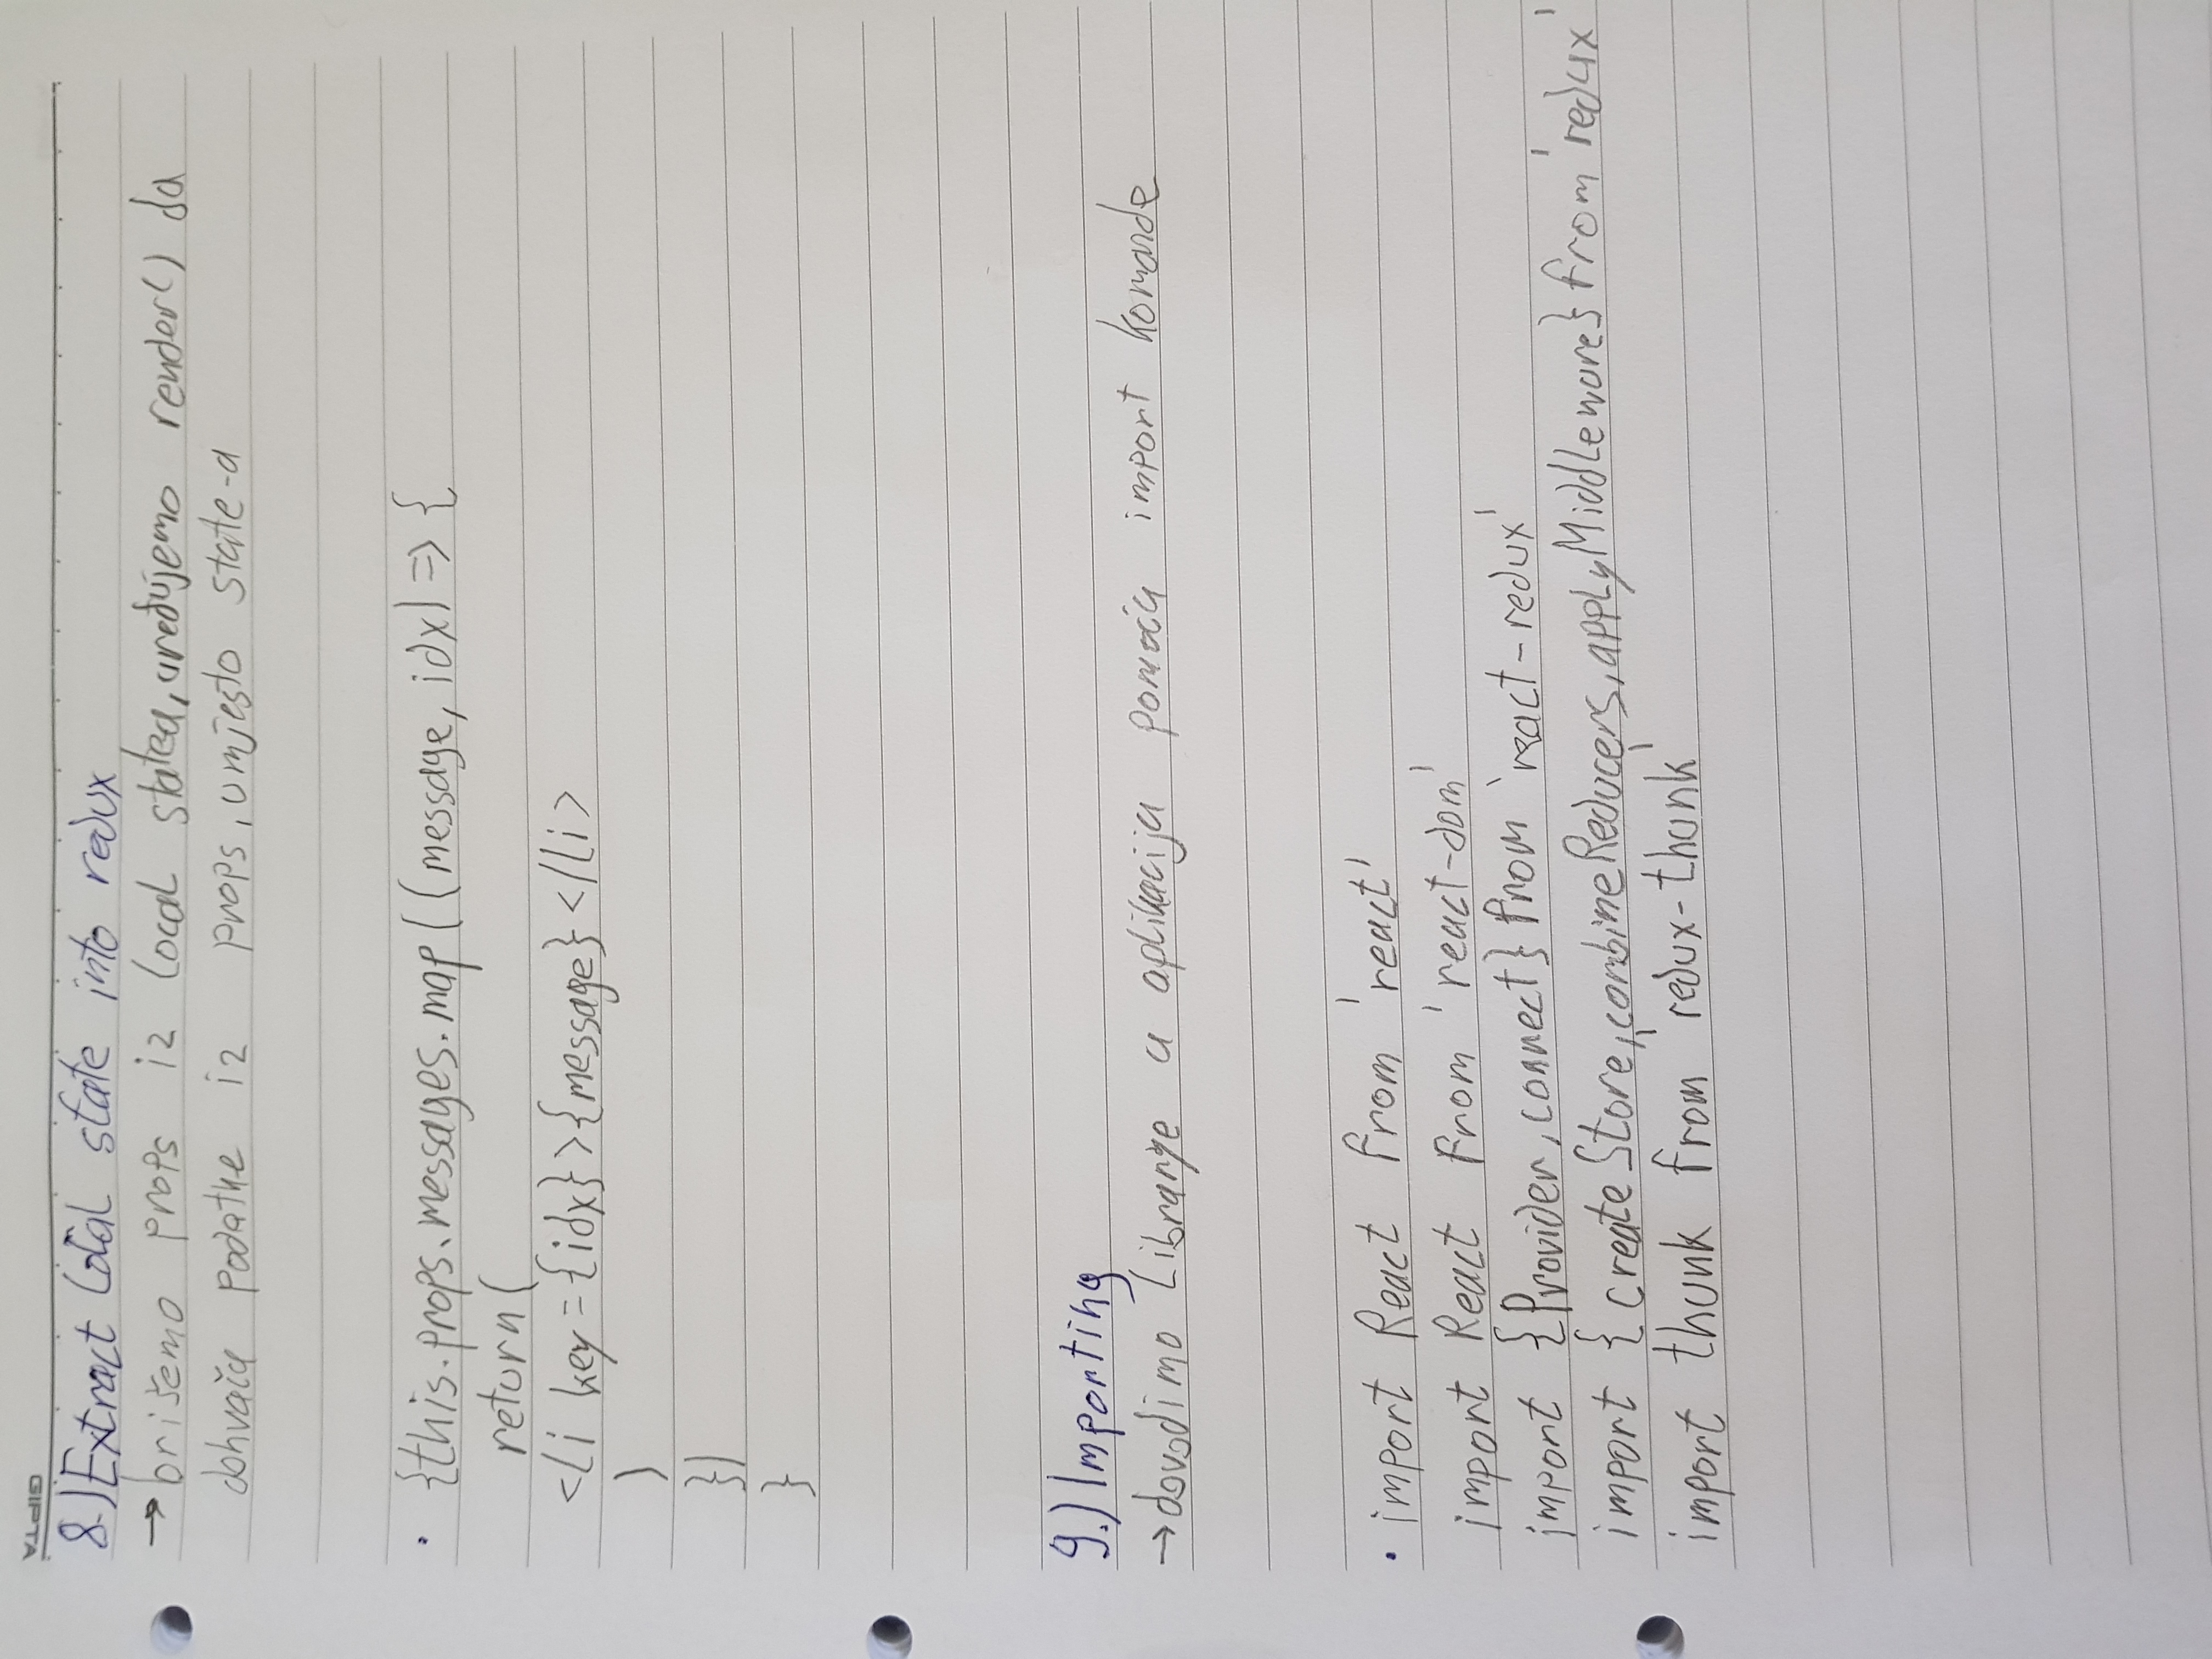 GIPTA
8.) Extract local state into redux
→ brišemo props iz local statea, uređujemo render() da
dohvaća podatke iz props, umjesto state-a
• {this.props.messages.map((message, idx) => {
return (
<li key={idx}>{message}</li>
)
})
}
9.) Importing
→ dovodimo libranje u aplikaciju pomoću import komande
• import React from 'react'
import React from 'react-dom'
import {Provider, connect} from 'react-redux'
import {createStore, combineReducers, applyMiddleware} from 'redux'
import thunk from 'redux-thunk'